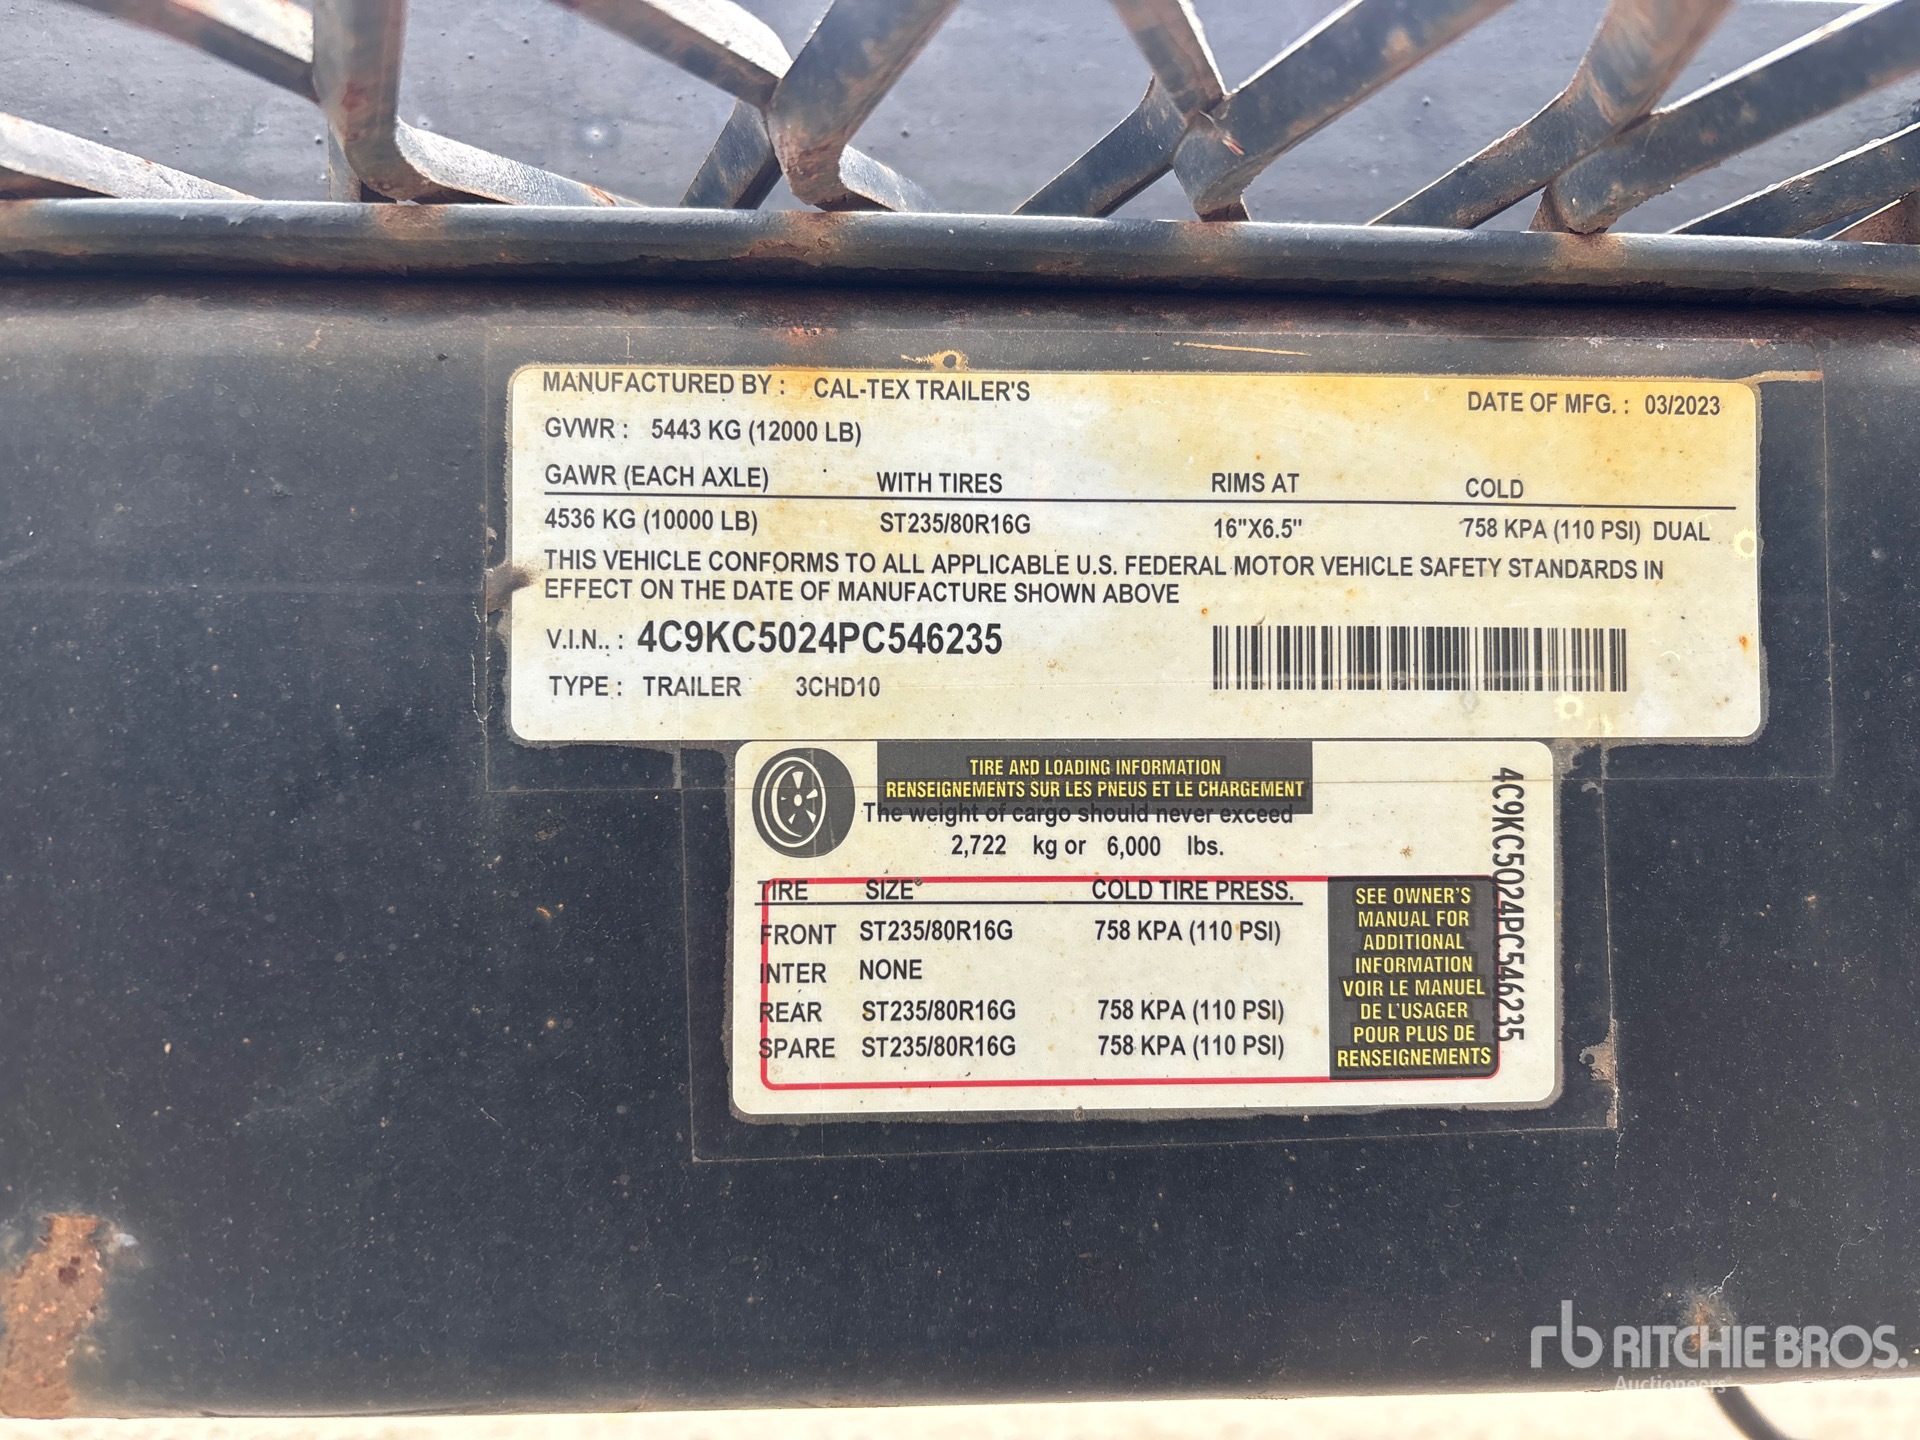 MANUFACTURED BY : CAL-TEX TRAILER'S DATE OF MFG. : 03/2023
GVWR : 5443 KG (12000 LB)
GAWR (EACH AXLE) WITH TIRES RIMS AT COLD
4536 KG (10000 LB) ST235/80R16G 16"X6.5" 758 KPA (110 PSI) DUAL
THIS VEHICLE CONFORMS TO ALL APPLICABLE U.S. FEDERAL MOTOR VEHICLE SAFETY STANDARDS IN
EFFECT ON THE DATE OF MANUFACTURE SHOWN ABOVE
V.I.N.. : 4C9KC5024PC546235
TYPE : TRAILER 3CHD10
TIRE AND LOADING INFORMATION
RENSEIGNEMENTS SUR LES PNEUS ET LE CHARGEMENT
The weight of cargo should never exceed
2,722 kg or 6,000 lbs.
TIRE SIZE COLD TIRE PRESS.
FRONT ST235/80R16G 758 KPA (110 PSI)
INTER NONE
REAR ST235/80R16G 758 KPA (110 PSI)
SPARE ST235/80R16G 758 KPA (110 PSI)
SEE OWNER'S
MANUAL FOR
ADDITIONAL
INFORMATION
VOIR LE MANUEL
DE L'USAGER
POUR PLUS DE
RENSEIGNEMENTS
4C9KC5024PC546235
rb RITCHIE BROS.
Auctioneers